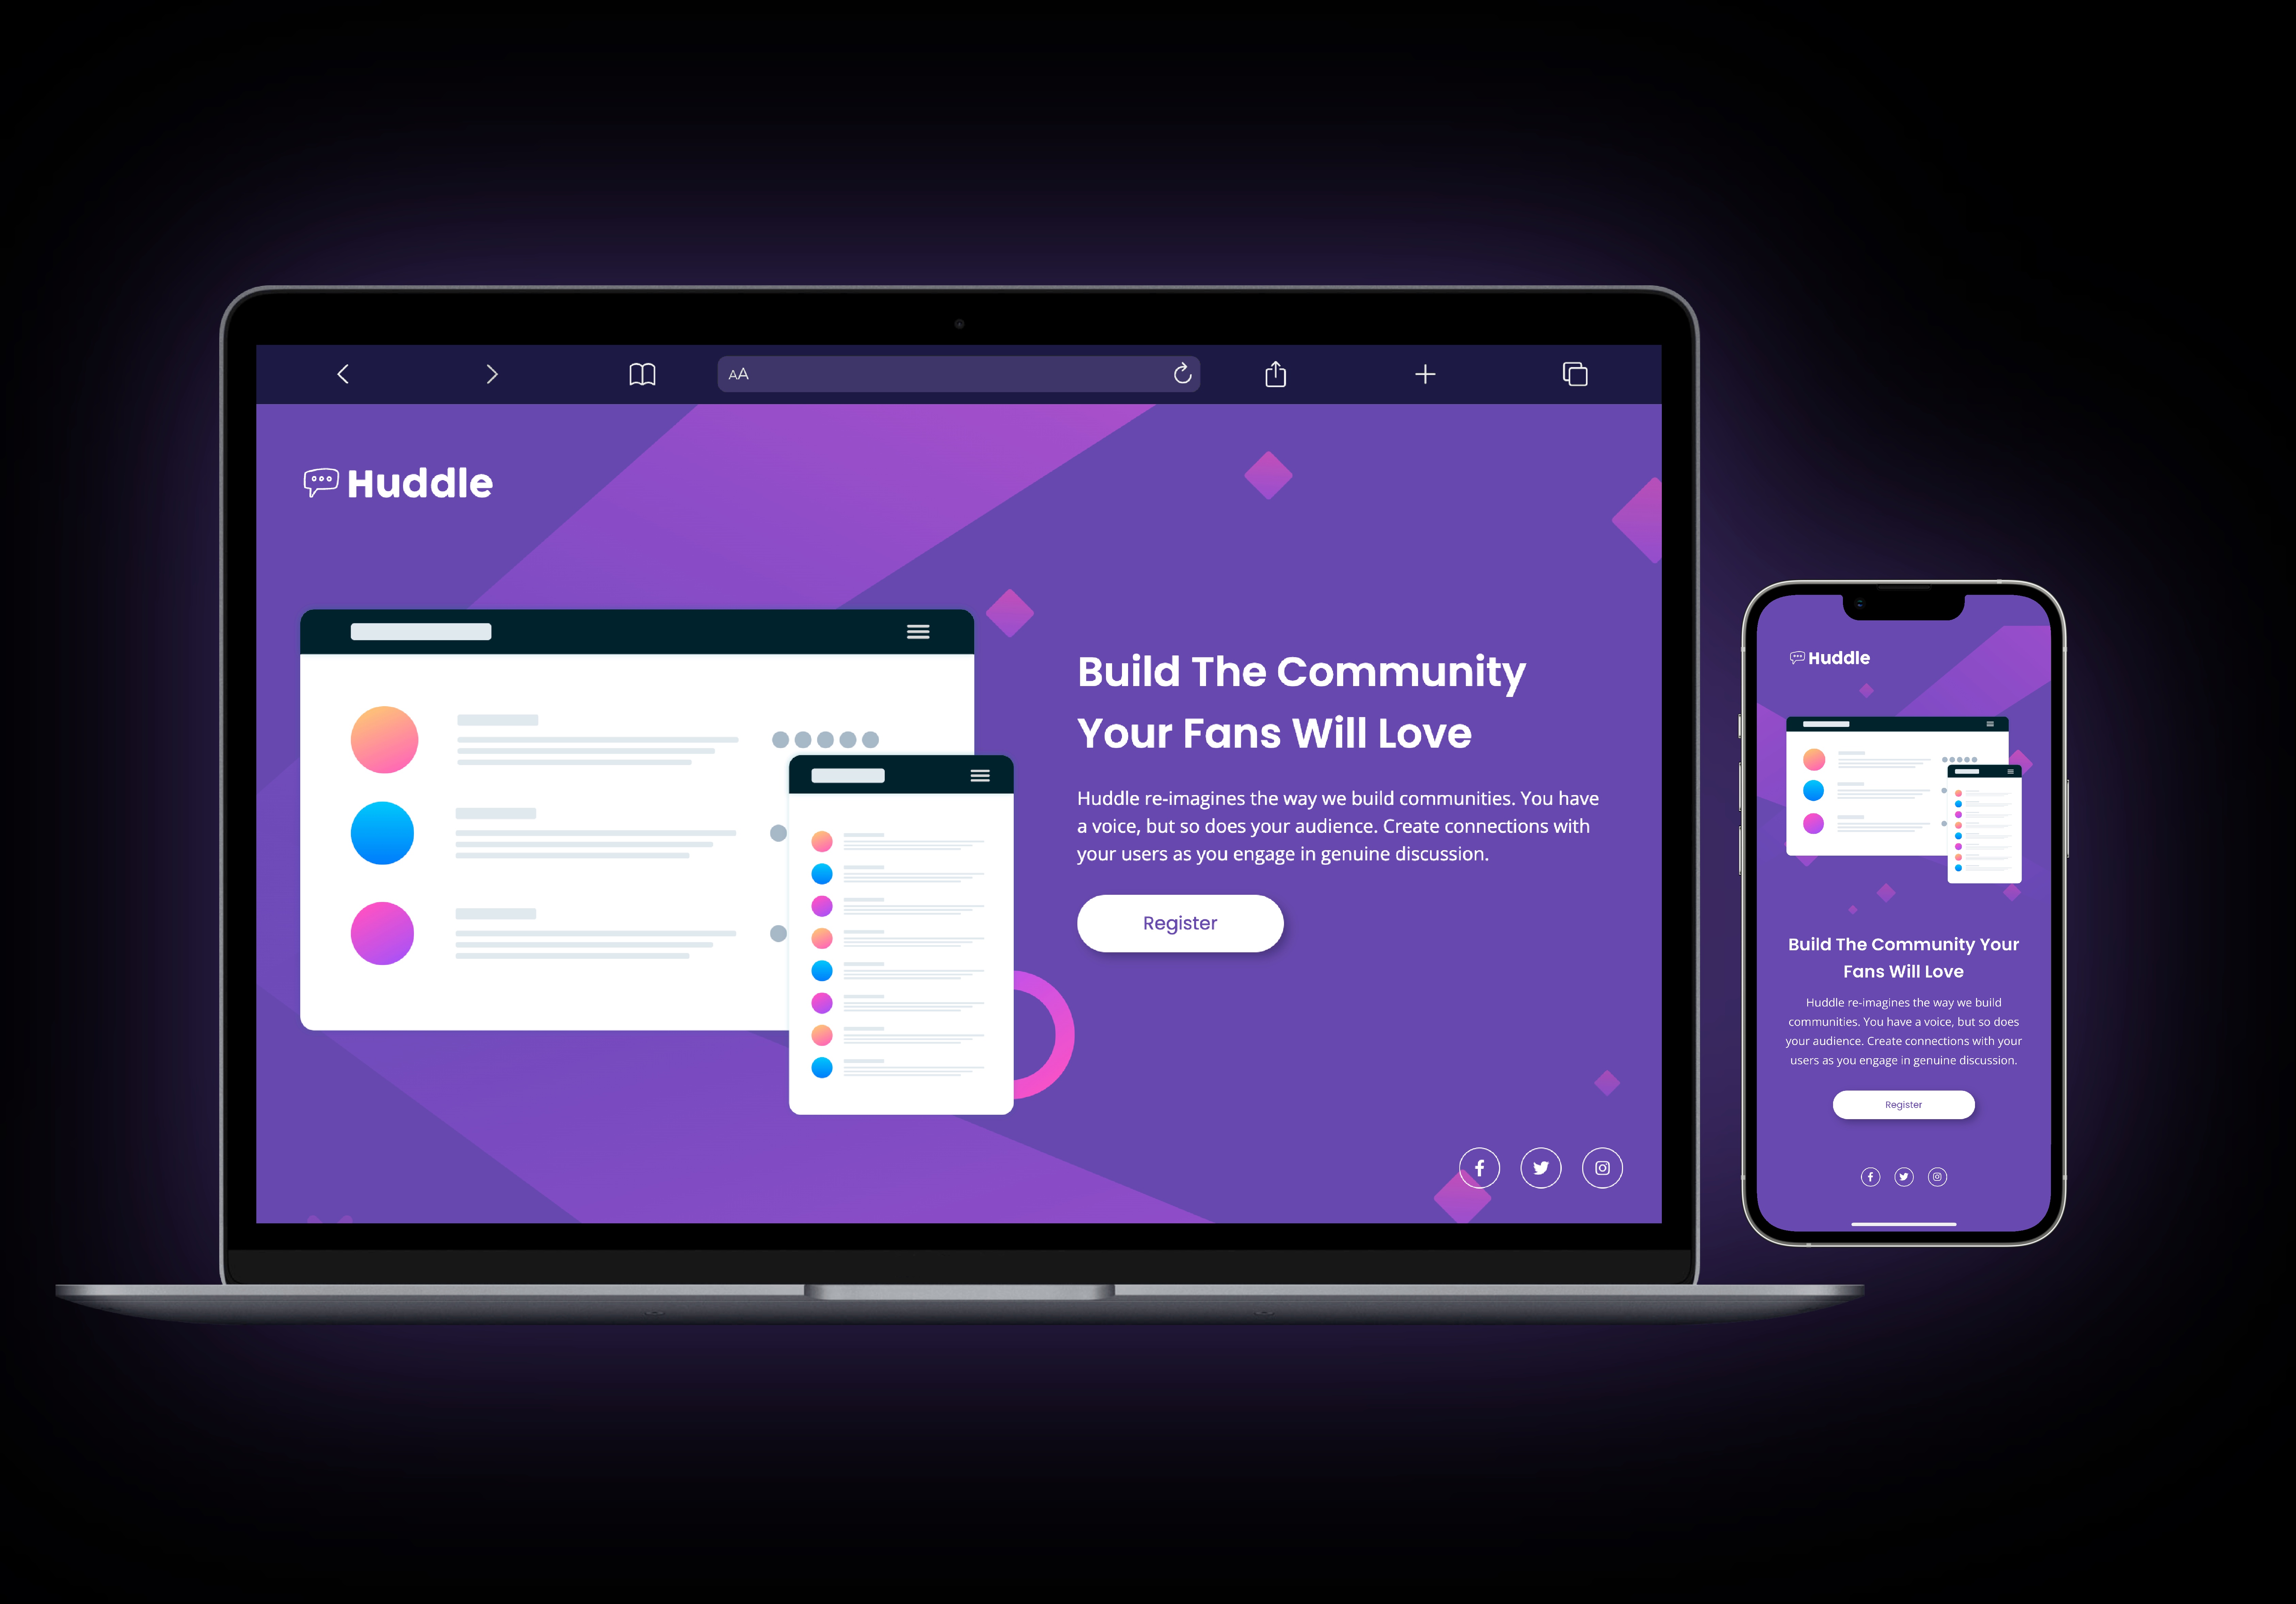 AA
Huddle
Build The Community
Your Fans Will Love
Huddle re-imagines the way we build communities. You have
a voice, but so does your audience. Create connections with
your users as you engage in genuine discussion.
Register
Huddle
Build The Community Your
Fans Will Love
Huddle re-imagines the way we build
communities. You have a voice, but so does
your audience. Create connections with your
users as you engage in genuine discussion.
Register